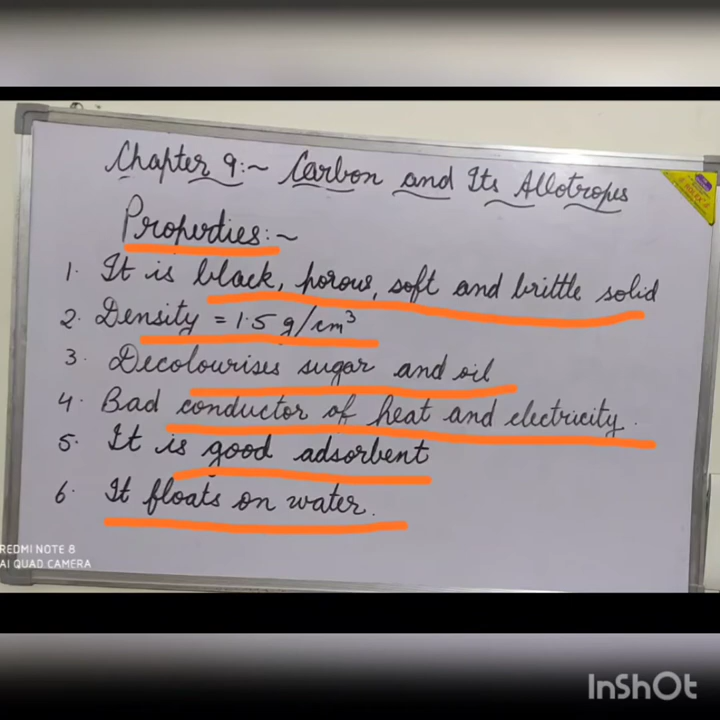 Chapter 9:~ Carbon and Its Allotropes
Properties:~
1. It is black, porous, soft and brittle solid
2. Density = 1.5 g/cm³
3. Decolourises sugar and oil
4. Bad conductor of heat and electricity.
5. It is good adsorbent
6. It floats on water.
REDMI NOTE 8
AI QUAD CAMERA
InShOt